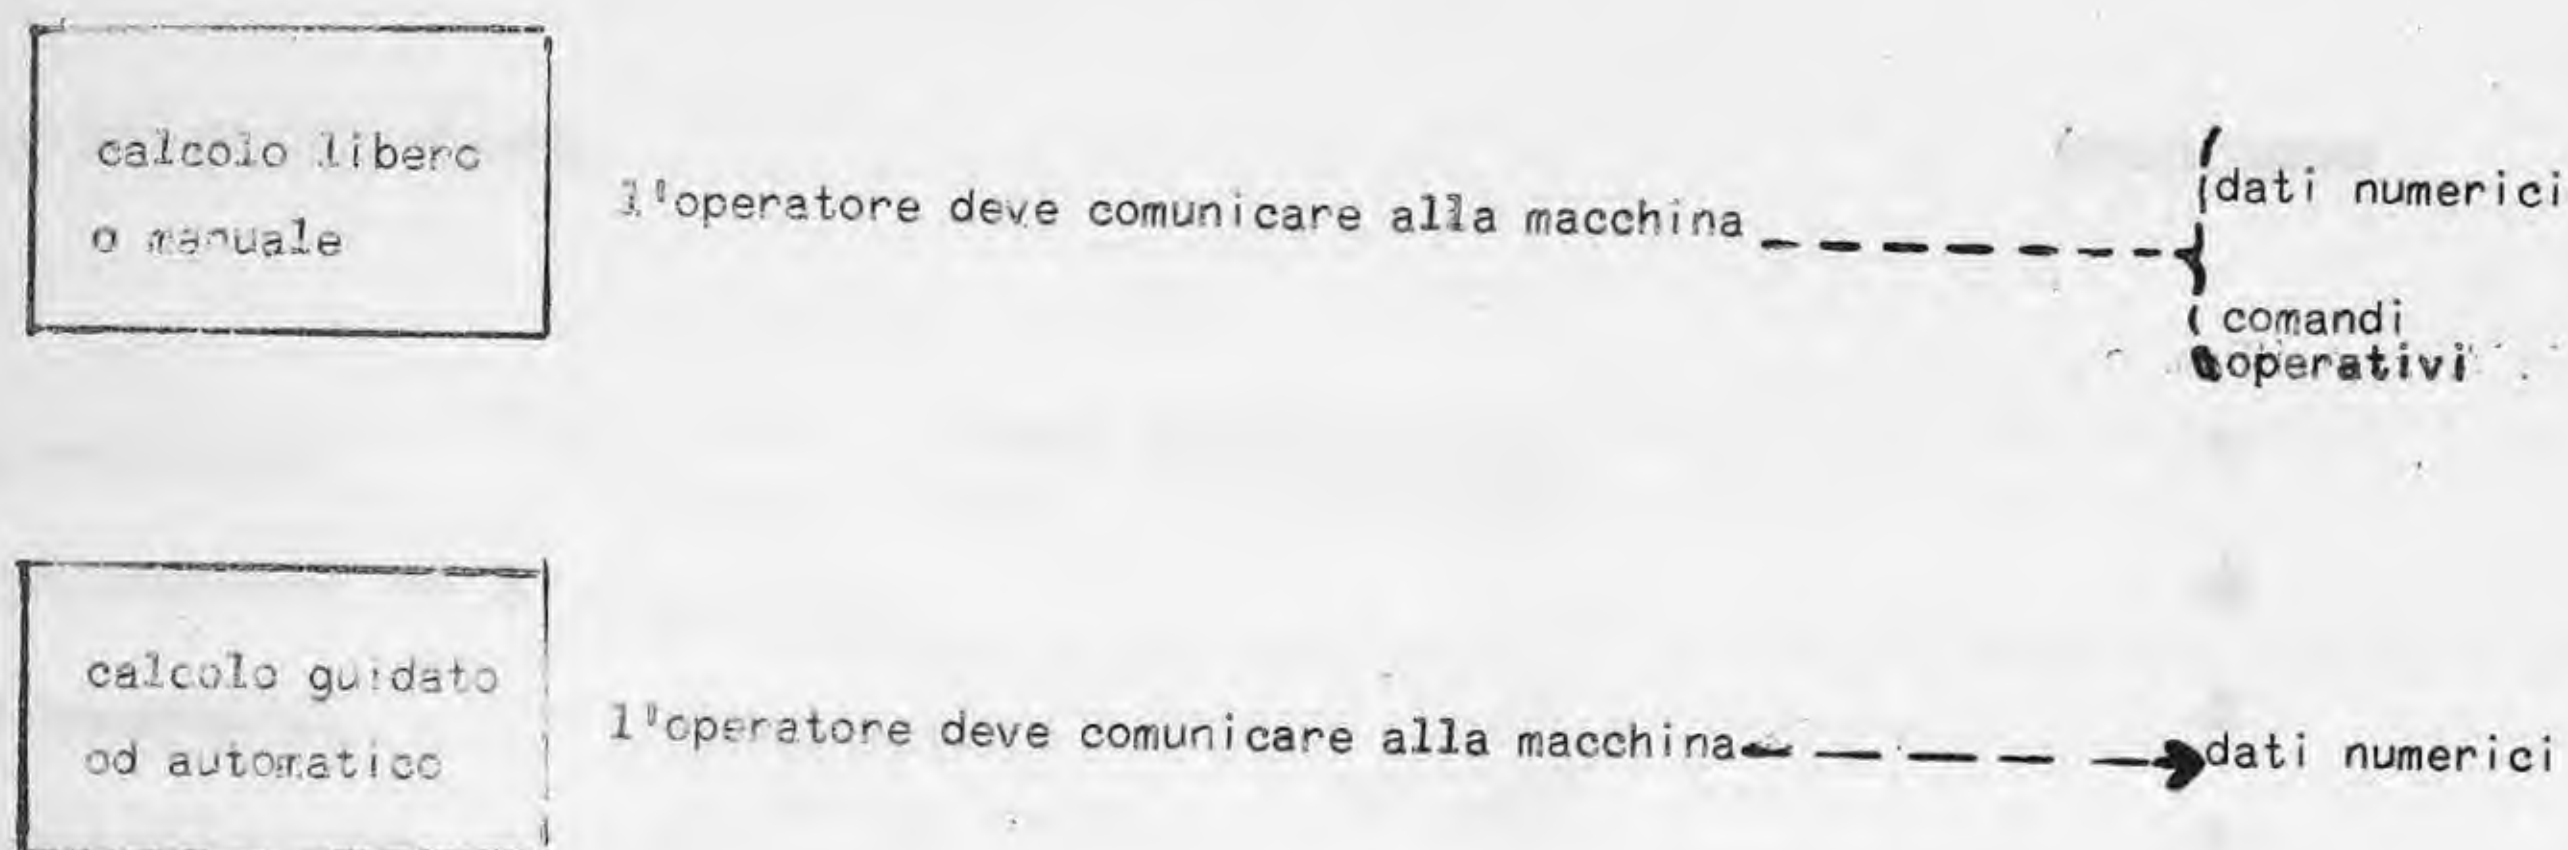 calcolo libero
o manuale
l'operatore deve comunicare alla macchina
dati numerici
comandi
operativi
calcolo guidato
od automatico
l'operatore deve comunicare alla macchina
dati numerici